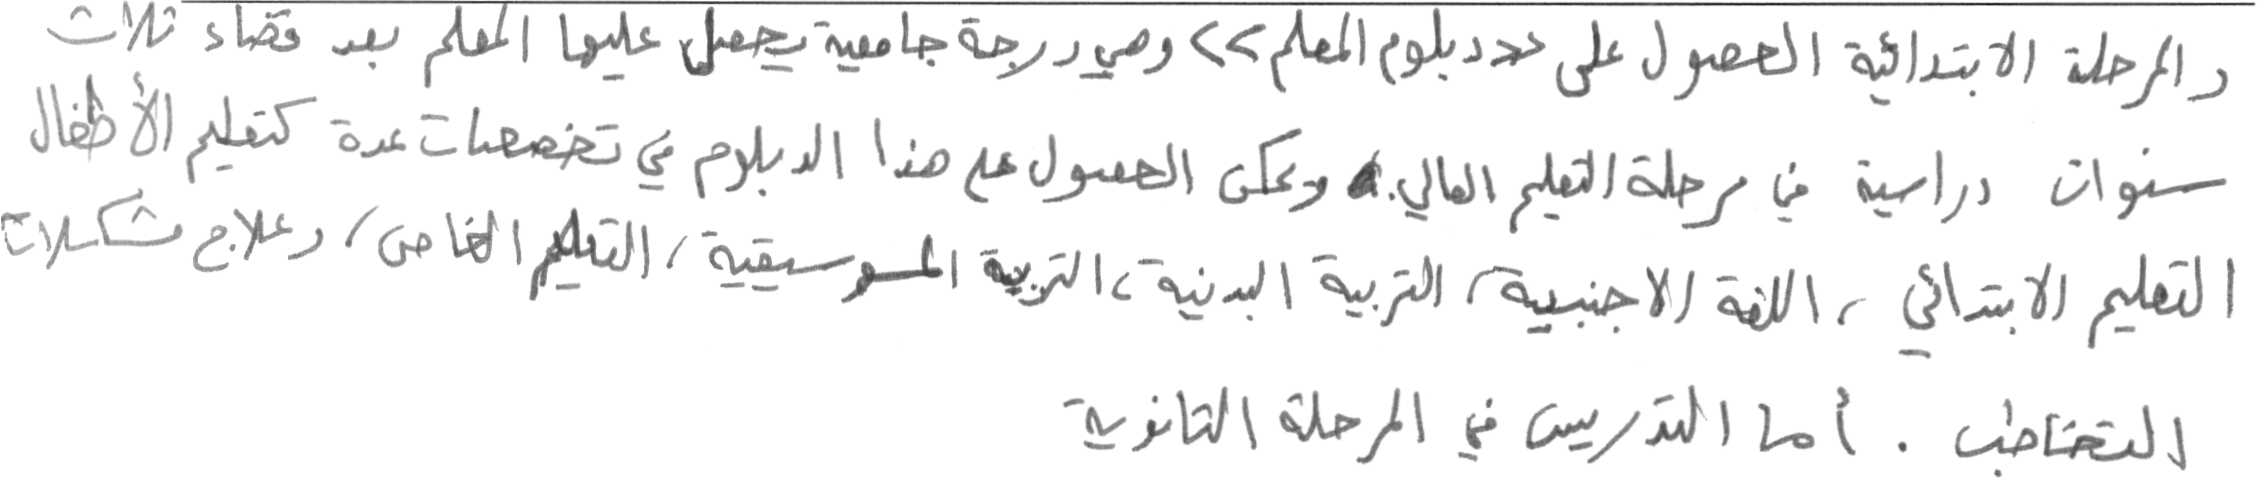 والمرحلة الابتدائية الحصول على <<دبلوم المعلم>> وهي درجة جامعية يحصل عليها المعلم بعد قضاء ثلاث
سنوات دراسية في مرحلة التعليم العالي. ويمكن الحصول على هذا الدبلوم في تخصصات عدة كتعليم الأطفال
التعليم الابتدائي، اللغة الاجنبية، التربية البدنية، التربية الموسيقية، التعليم الخاص، وعلاج مشكلات
التخاطب. أما التدريس في المرحلة الثانوية